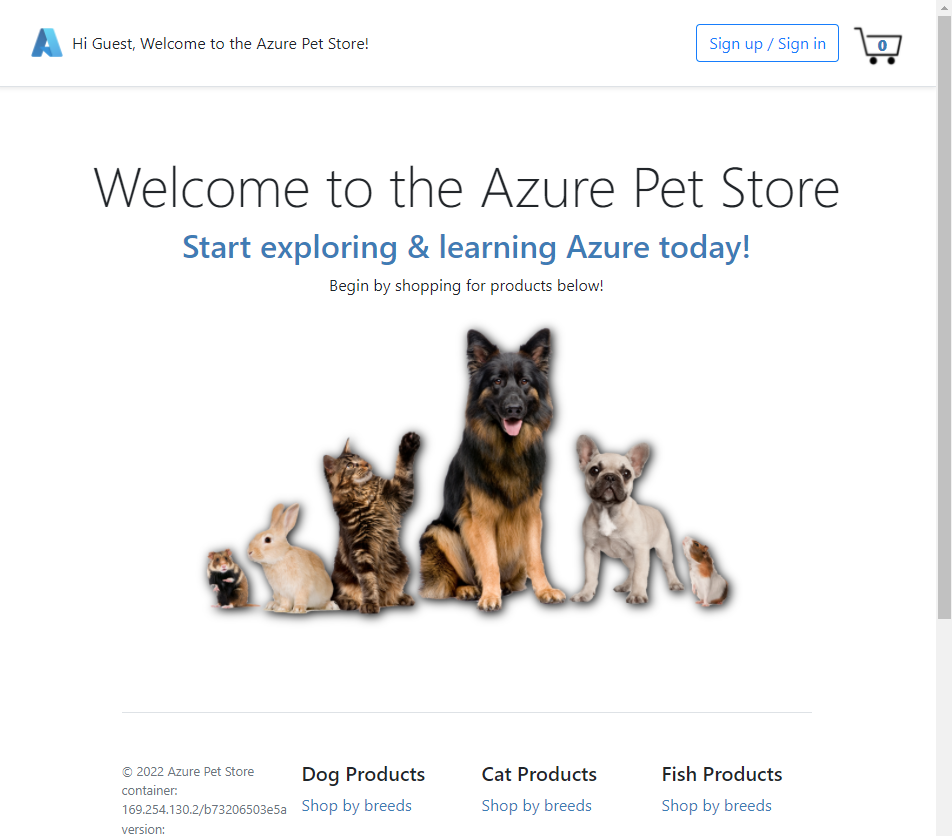 Hi Guest, Welcome to the Azure Pet Store!
Sign up / Sign in
0
Welcome to the Azure Pet Store
Start exploring & learning Azure today!
Begin by shopping for products below!
© 2022 Azure Pet Store
container:
169.254.130.2/b73206503e5a
version:
Dog Products
Shop by breeds
Cat Products
Shop by breeds
Fish Products
Shop by breeds